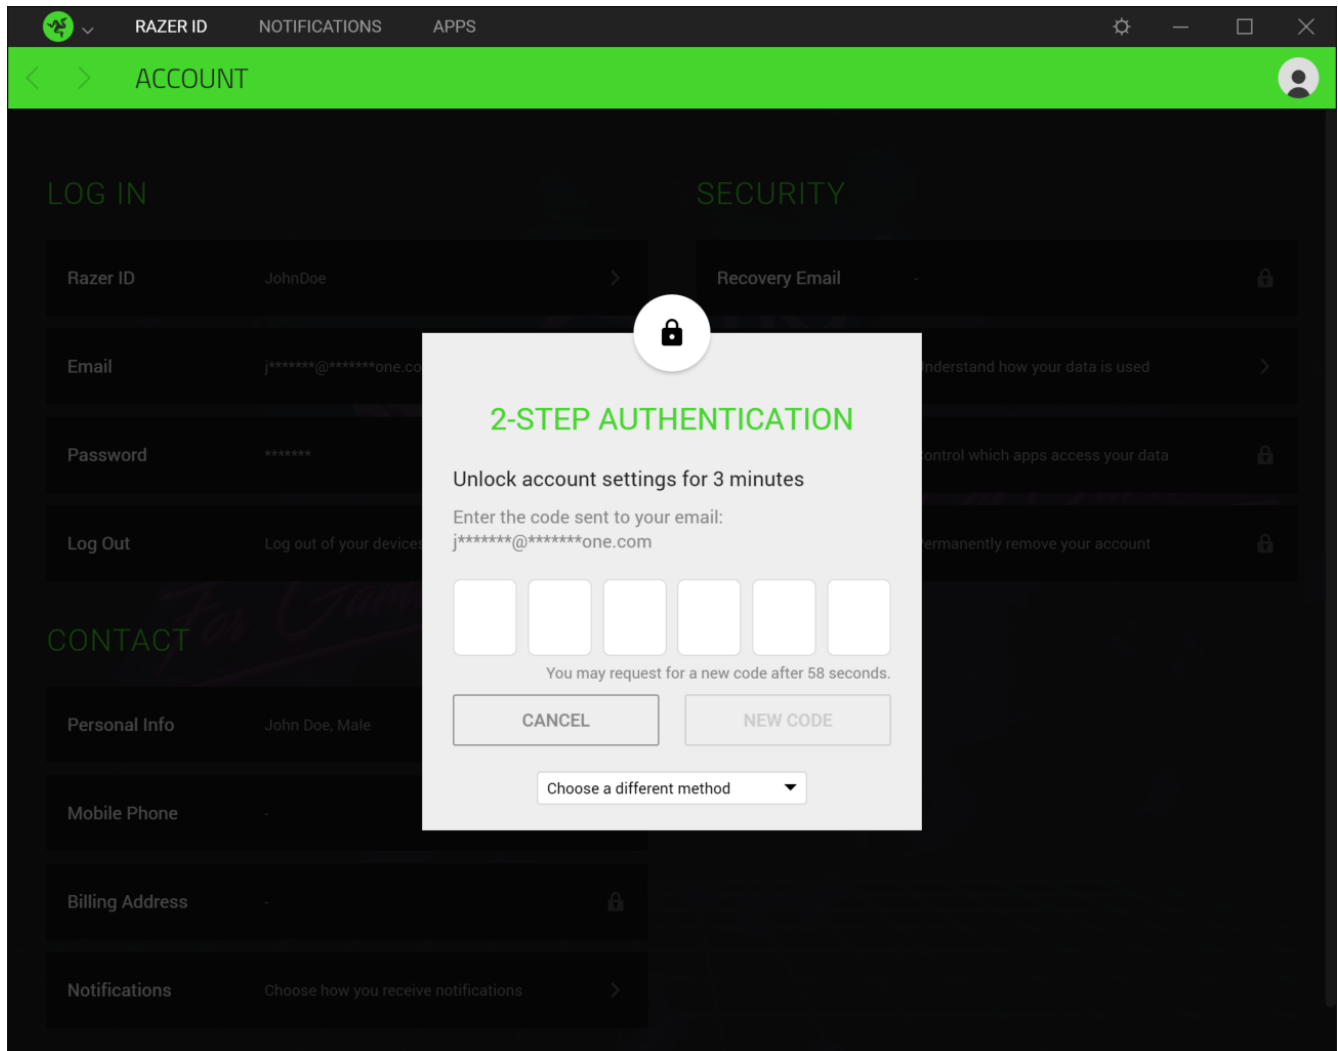 RAZER ID NOTIFICATIONS APPS
ACCOUNT
LOG IN
Razer ID JohnDoe
Email j*******@*******one.co
Password *******
Log Out Log out of your devices
CONTACT
Personal Info John Doe, Male
Mobile Phone -
Billing Address -
Notifications Choose how you receive notifications
SECURITY
Recovery Email -
nderstand how your data is used
ontrol which apps access your data
ermanently remove your account
2-STEP AUTHENTICATION
Unlock account settings for 3 minutes
Enter the code sent to your email:
j*******@*******one.com
You may request for a new code after 58 seconds.
CANCEL NEW CODE
Choose a different method